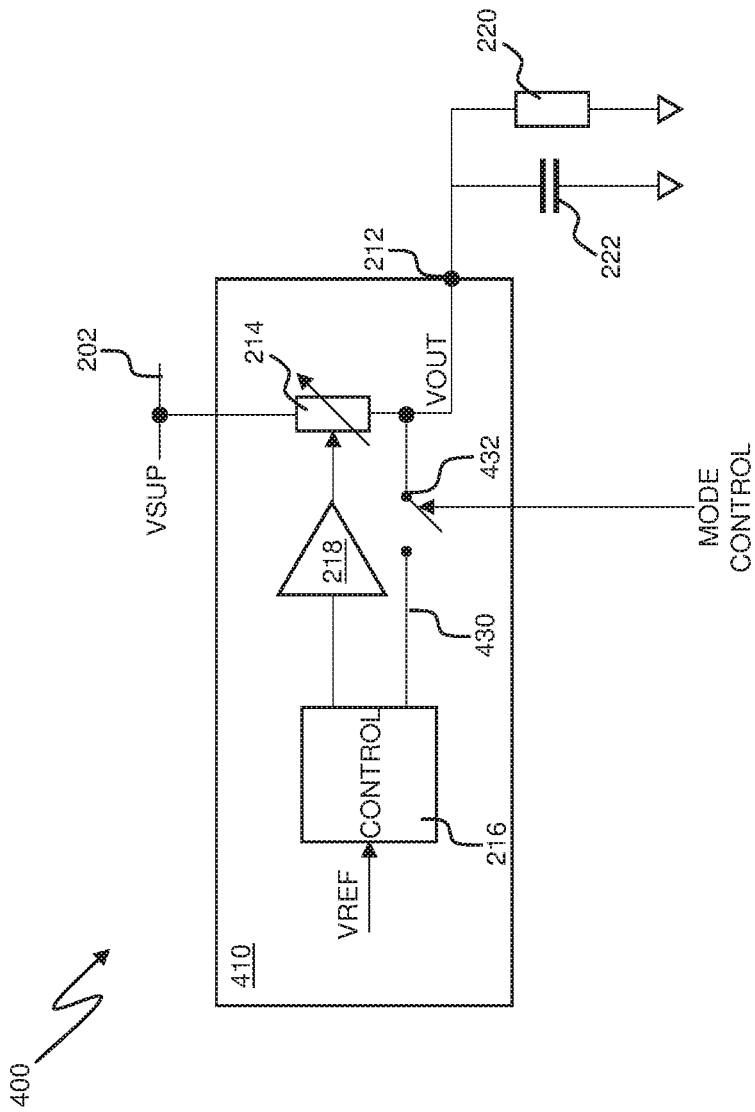 400
410
VSUP
202
214
218
VREF
CONTROL
216
430
432
VOUT
212
222
220
MODE
CONTROL